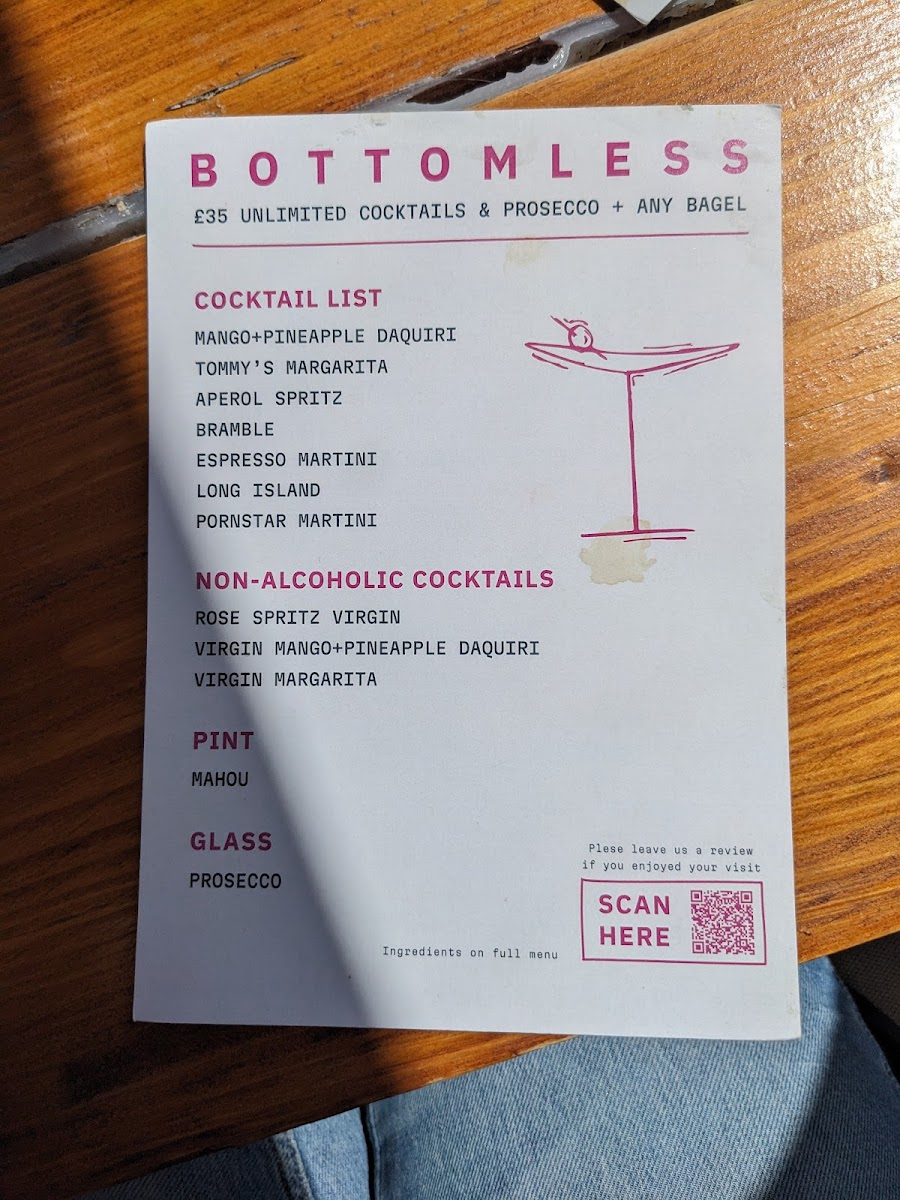 BOTTOMLESS
£35 UNLIMITED COCKTAILS & PROSECCO + ANY BAGEL
COCKTAIL LIST
MANGO+PINEAPPLE DAQUIRI
TOMMY'S MARGARITA
APEROL SPRITZ
BRAMBLE
ESPRESSO MARTINI
LONG ISLAND
PORNSTAR MARTINI
NON-ALCOHOLIC COCKTAILS
ROSE SPRITZ VIRGIN
VIRGIN MANGO+PINEAPPLE DAQUIRI
VIRGIN MARGARITA
PINT
MAHOU
GLASS
PROSECCO
Plese leave us a review
if you enjoyed your visit
SCAN
HERE
Ingredients on full menu